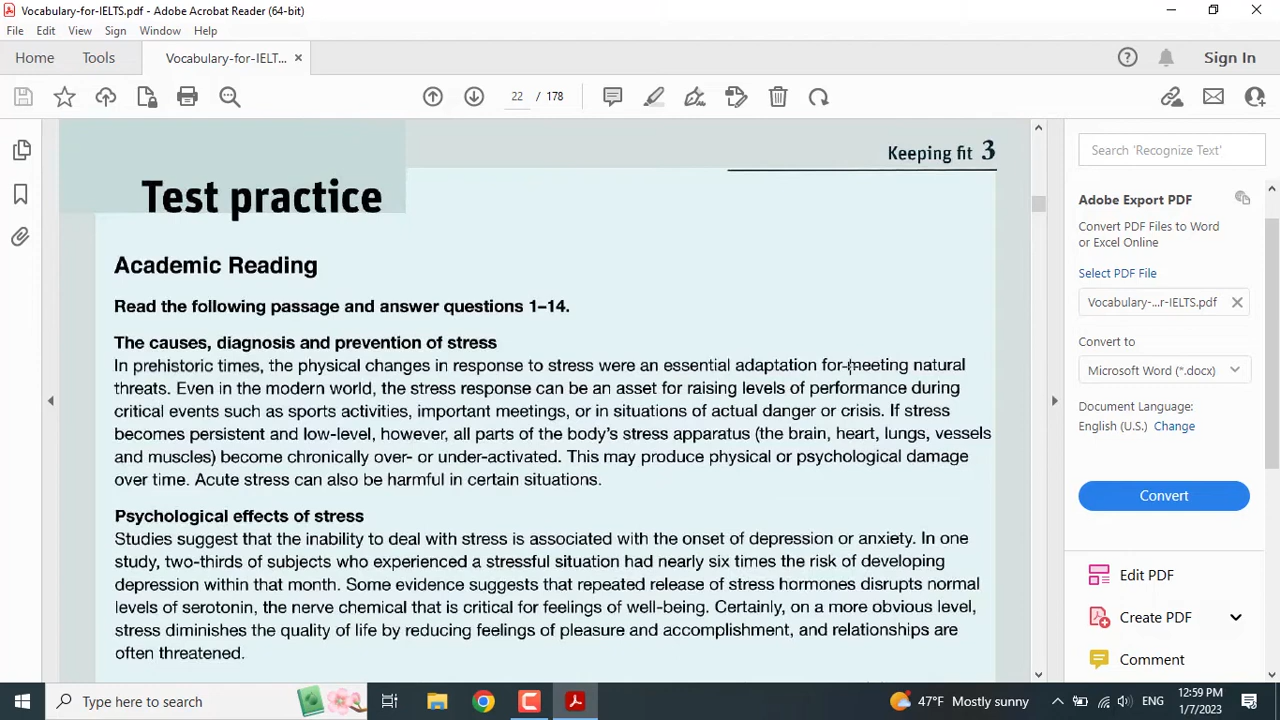 Vocabulary-for-IELTS.pdf - Adobe Acrobat Reader (64-bit)
File Edit View Sign Window Help
Home Tools Vocabulary-for-IELT... × Sign In
22 / 178
Keeping fit 3
Test practice
Academic Reading
Read the following passage and answer questions 1–14.
The causes, diagnosis and prevention of stress
In prehistoric times, the physical changes in response to stress were an essential adaptation for meeting natural
threats. Even in the modern world, the stress response can be an asset for raising levels of performance during
critical events such as sports activities, important meetings, or in situations of actual danger or crisis. If stress
becomes persistent and low-level, however, all parts of the body's stress apparatus (the brain, heart, lungs, vessels
and muscles) become chronically over- or under-activated. This may produce physical or psychological damage
over time. Acute stress can also be harmful in certain situations.
Psychological effects of stress
Studies suggest that the inability to deal with stress is associated with the onset of depression or anxiety. In one
study, two-thirds of subjects who experienced a stressful situation had nearly six times the risk of developing
depression within that month. Some evidence suggests that repeated release of stress hormones disrupts normal
levels of serotonin, the nerve chemical that is critical for feelings of well-being. Certainly, on a more obvious level,
stress diminishes the quality of life by reducing feelings of pleasure and accomplishment, and relationships are
often threatened.
Search 'Recognize Text'
Adobe Export PDF
Convert PDF Files to Word
or Excel Online
Select PDF File
Vocabulary-...r-IELTS.pdf
Convert to
Microsoft Word (*.docx)
Document Language:
English (U.S.) Change
Convert
Edit PDF
Create PDF
Comment
Type here to search
47°F Mostly sunny
ENG
12:59 PM
1/7/2023